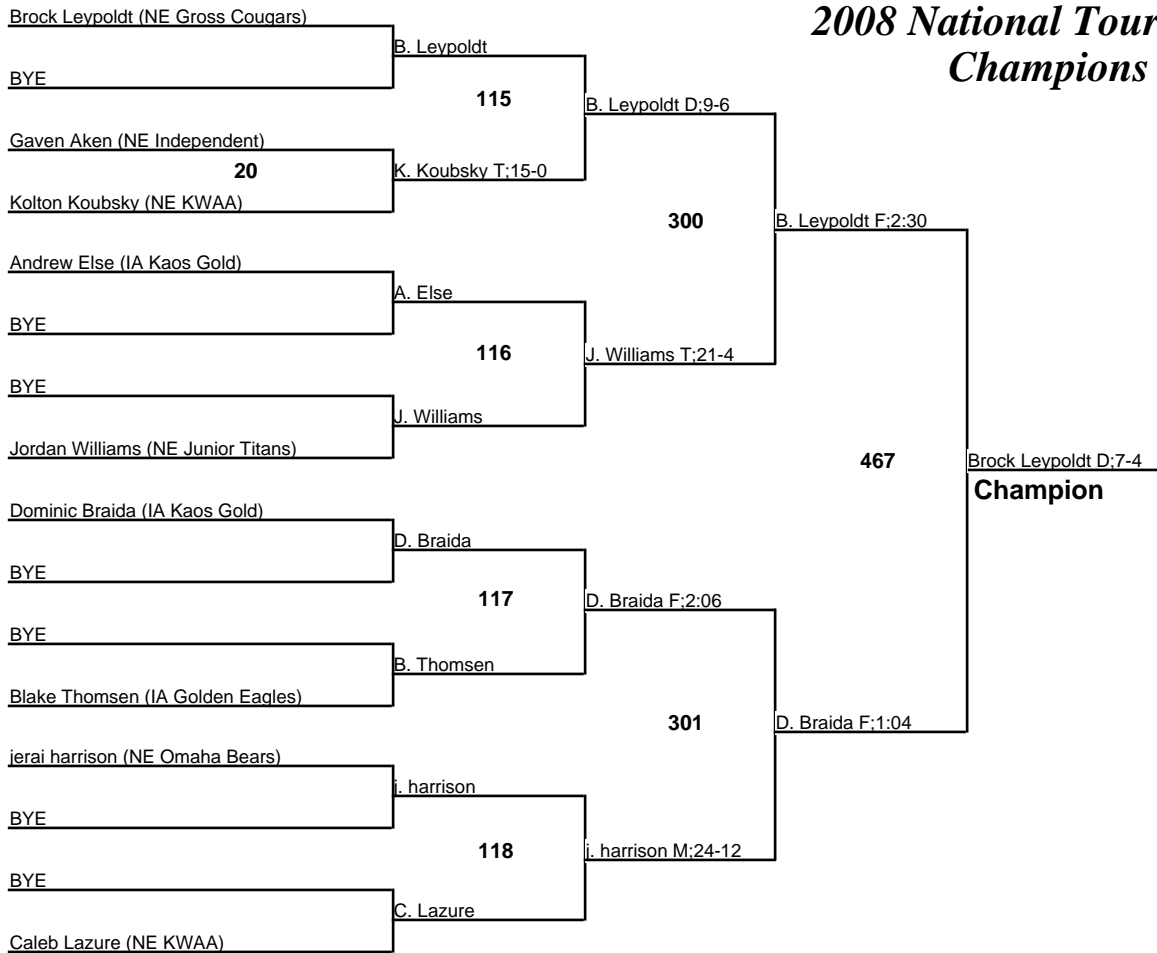 2008 National Tour
Champions
Brock Leypoldt (NE Gross Cougars)
B. Leypoldt
BYE
115
B. Leypoldt D;9-6
Gaven Aken (NE Independent)
20
K. Koubsky T;15-0
Kolton Koubsky (NE KWAA)
300
B. Leypoldt F;2:30
Andrew Else (IA Kaos Gold)
A. Else
BYE
116
J. Williams T;21-4
BYE
J. Williams
Jordan Williams (NE Junior Titans)
467
Brock Leypoldt D;7-4
Champion
Dominic Braida (IA Kaos Gold)
D. Braida
BYE
117
D. Braida F;2:06
BYE
B. Thomsen
Blake Thomsen (IA Golden Eagles)
301
D. Braida F;1:04
jerai harrison (NE Omaha Bears)
j. harrison
BYE
118
j. harrison M;24-12
BYE
C. Lazure
Caleb Lazure (NE KWAA)